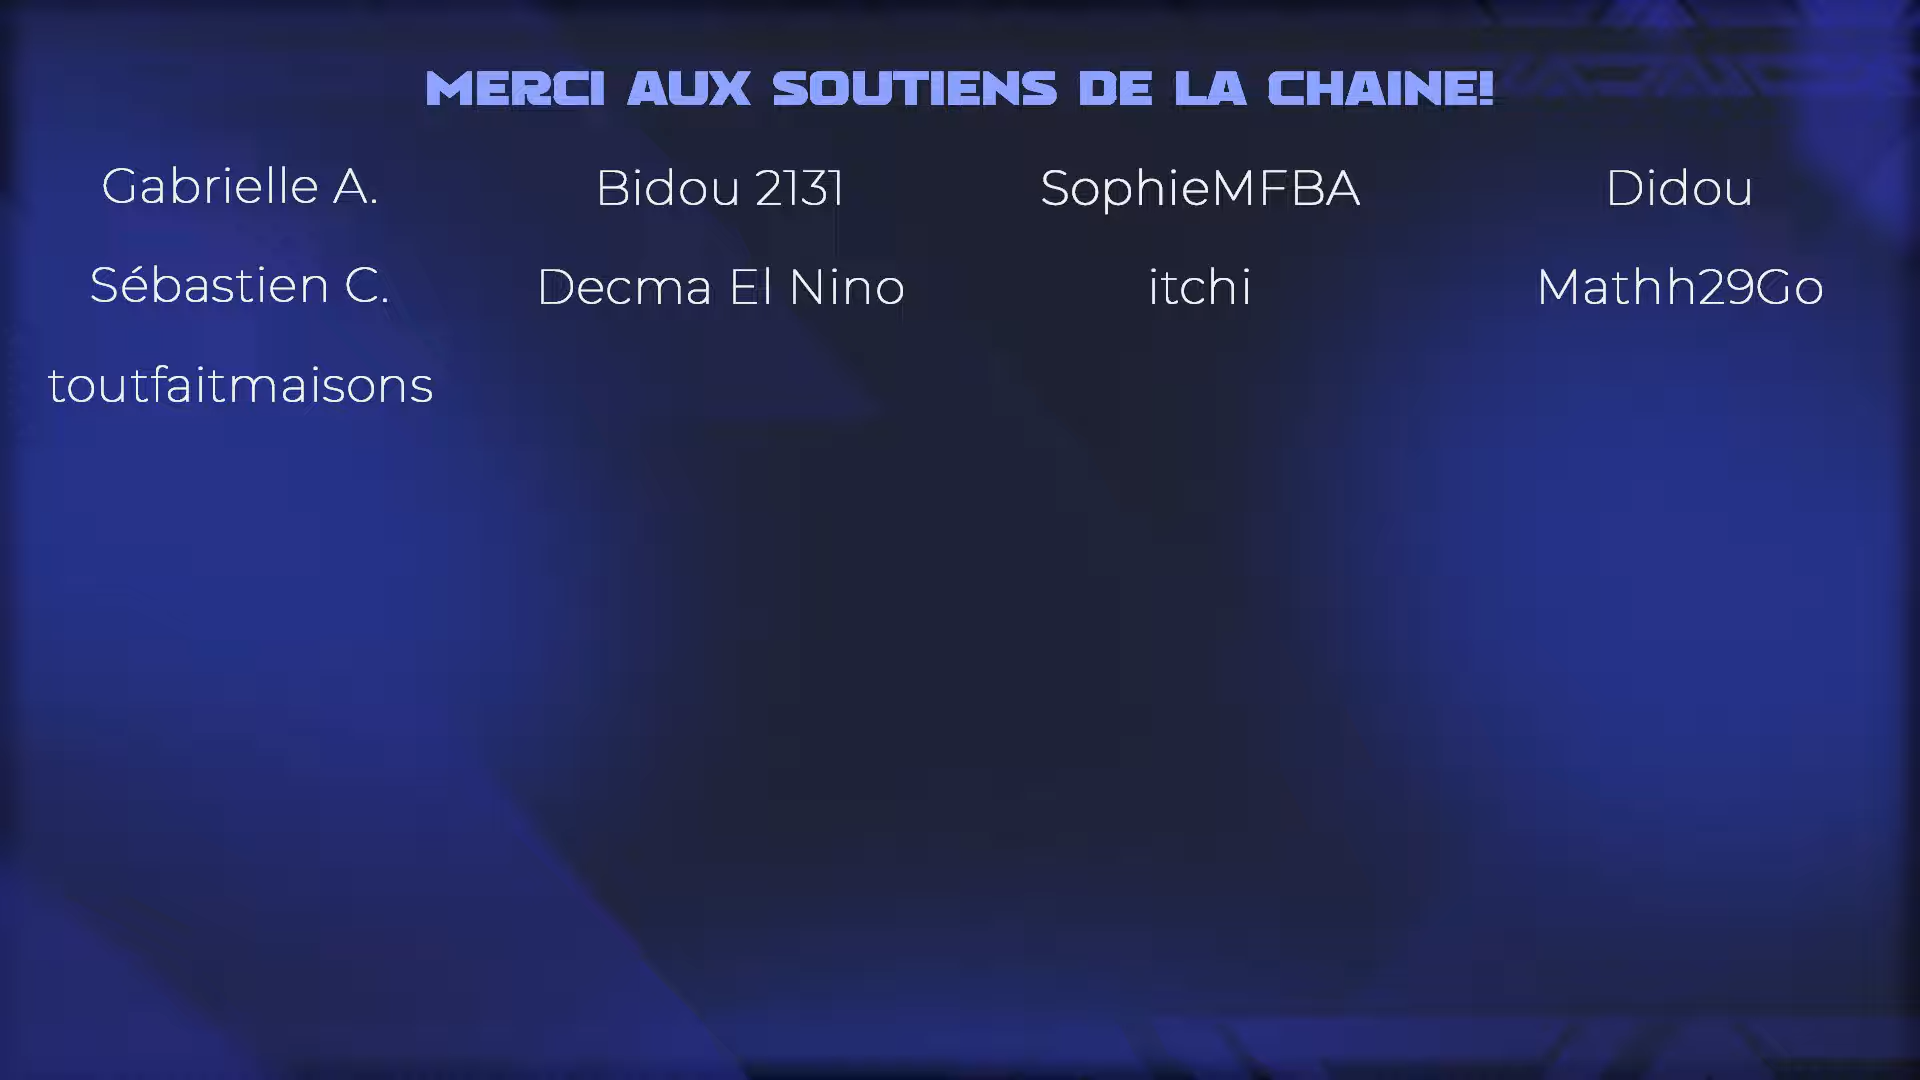 MERCI AUX SOUTIENS DE LA CHAINE!
Gabrielle A. Bidou 2131 SophieMFBA Didou
Sébastien C. Decma El Nino itchi Mathh29Go
toutfaitmaisons